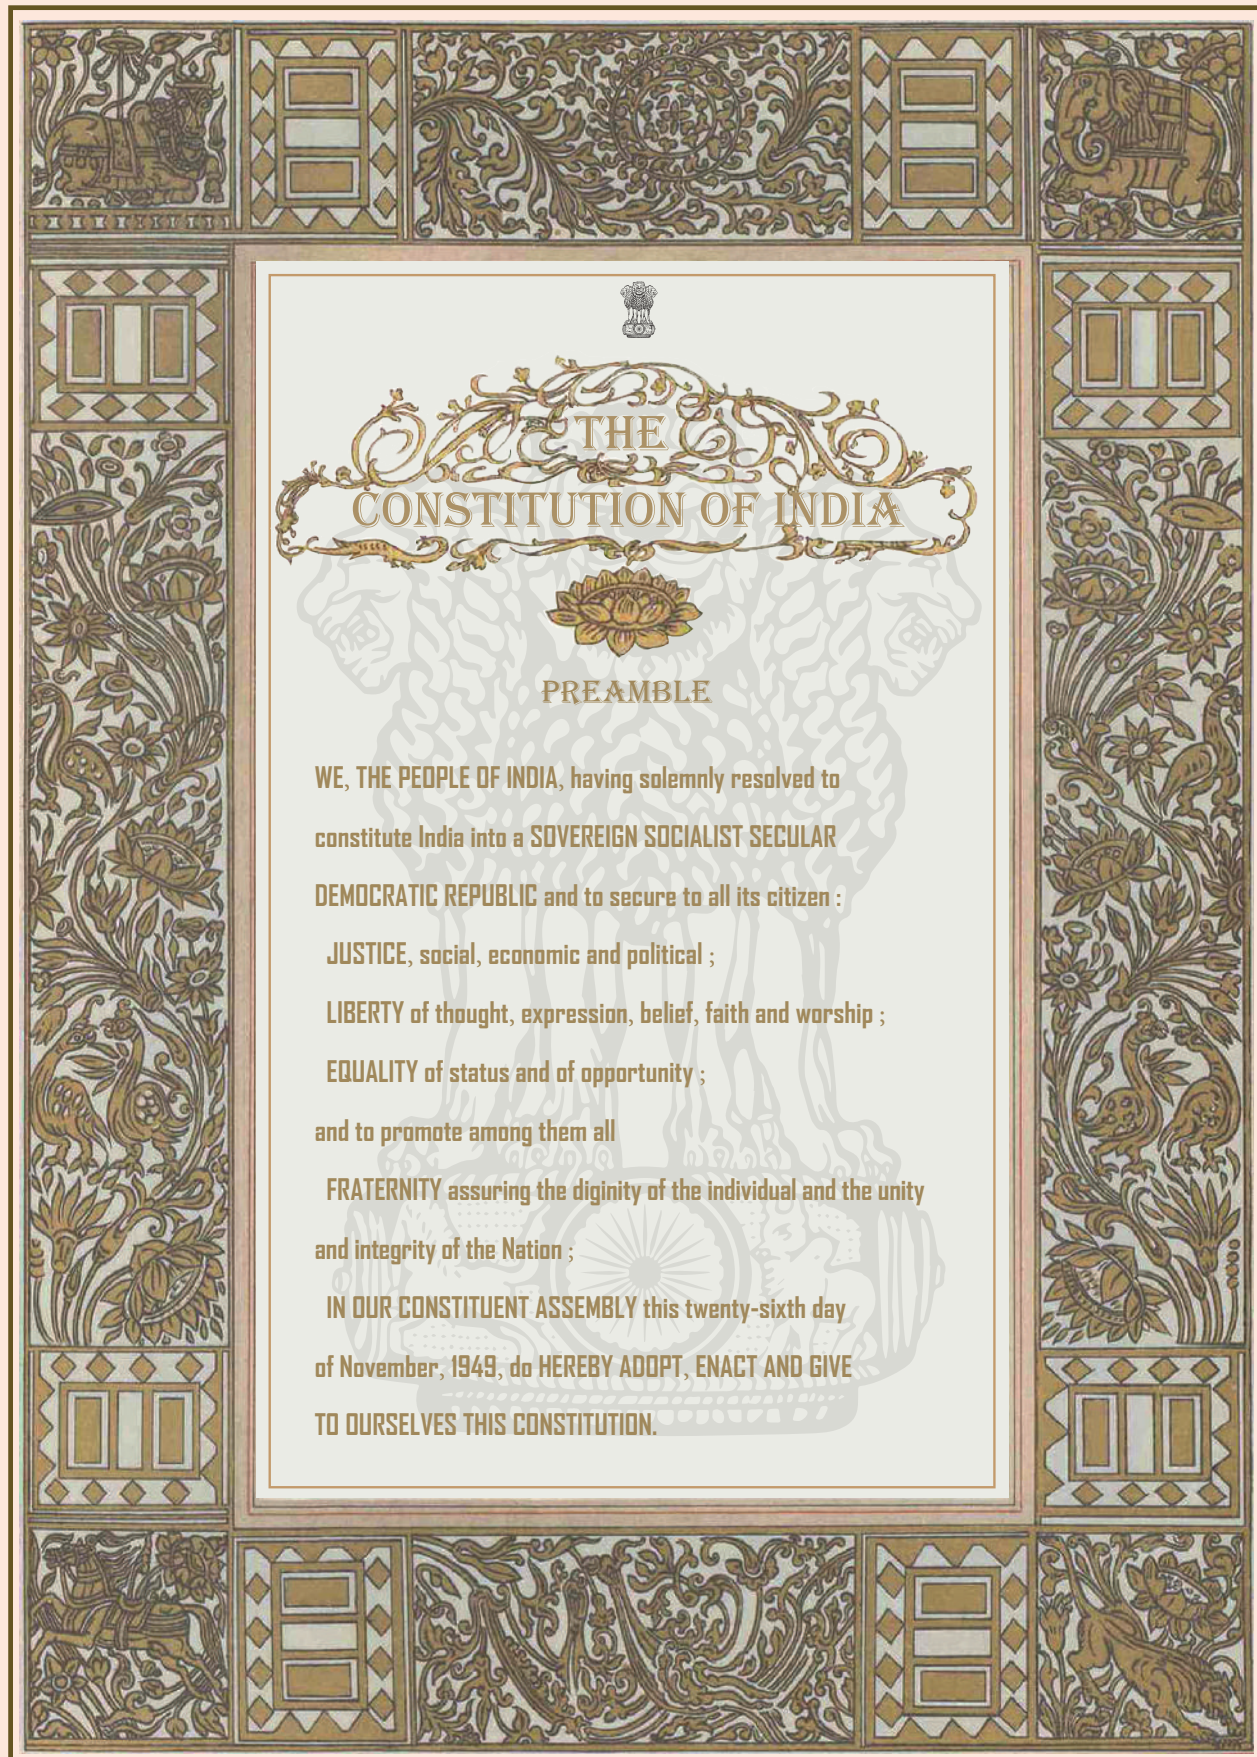 THE
CONSTITUTION OF INDIA
PREAMBLE
WE, THE PEOPLE OF INDIA, having solemnly resolved to
constitute India into a SOVEREIGN SOCIALIST SECULAR
DEMOCRATIC REPUBLIC and to secure to all its citizen :
JUSTICE, social, economic and political ;
LIBERTY of thought, expression, belief, faith and worship ;
EQUALITY of status and of opportunity ;
and to promote among them all
FRATERNITY assuring the diginity of the individual and the unity
and integrity of the Nation ;
IN OUR CONSTITUENT ASSEMBLY this twenty-sixth day
of November, 1949, do HEREBY ADOPT, ENACT AND GIVE
TO OURSELVES THIS CONSTITUTION.